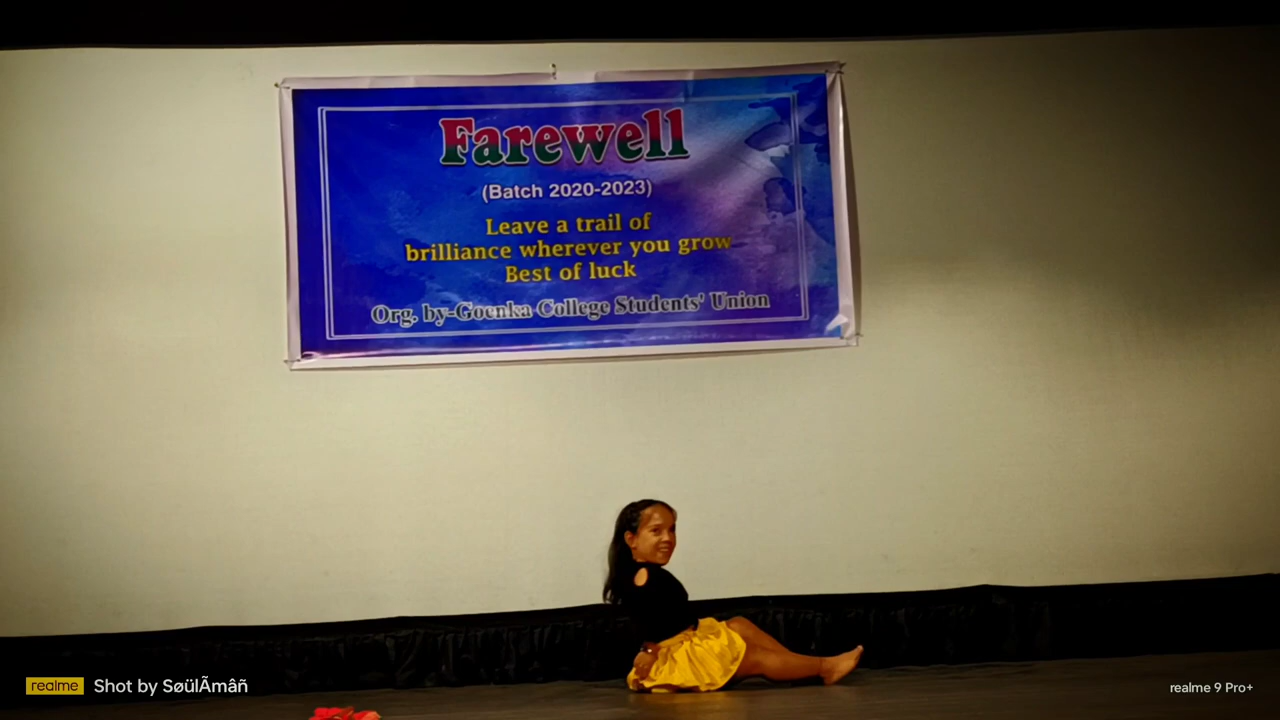 Farewell
(Batch 2020-2023)
Leave a trail of
brilliance wherever you grow
Best of luck
Org. by-Goenka College Students' Union
realme Shot by SøülÃmâñ
realme 9 Pro+